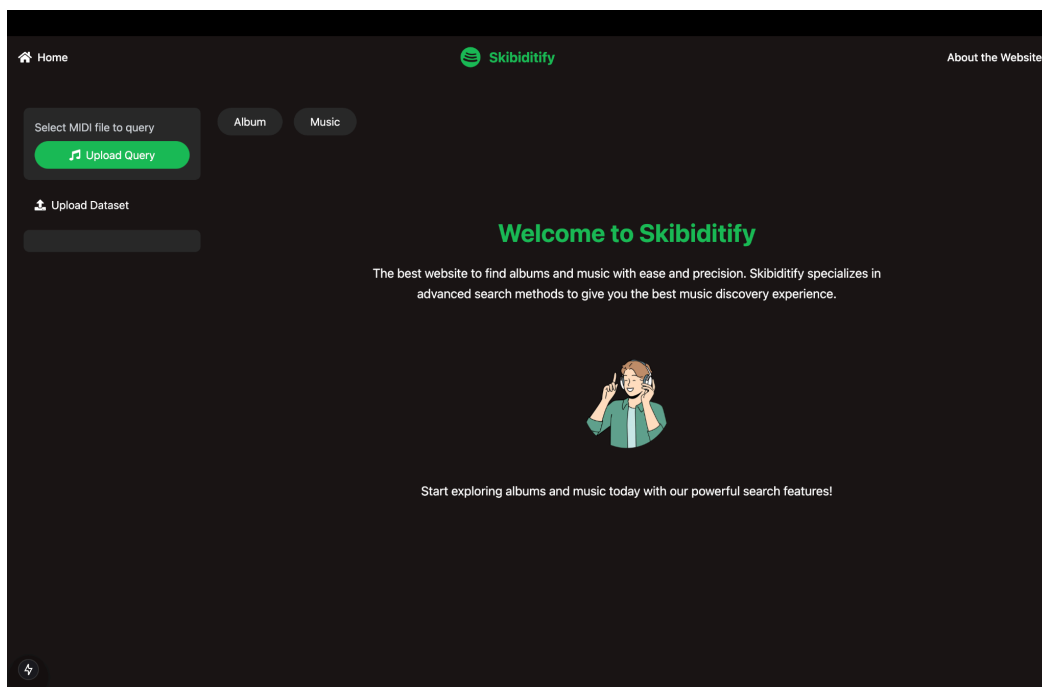 Home
Skibiditify
About the Website
Select MIDI file to query
Upload Query
Album
Music
Upload Dataset
Welcome to Skibiditify
The best website to find albums and music with ease and precision. Skibiditify specializes in
advanced search methods to give you the best music discovery experience.
Start exploring albums and music today with our powerful search features!